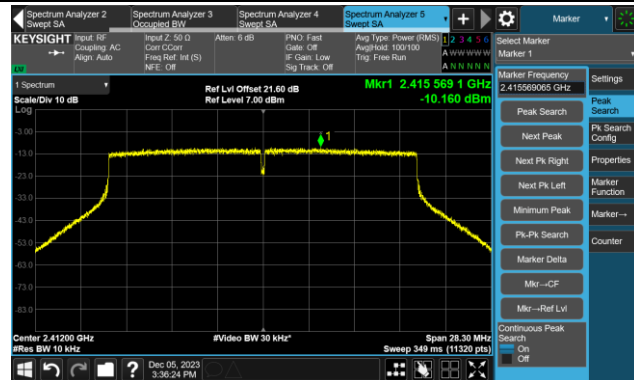 Spectrum Analyzer 2
Swept SA
Spectrum Analyzer 3
Occupied BW
Spectrum Analyzer 4
Swept SA
Spectrum Analyzer 5
Swept SA
+
Marker
KEYSIGHT
Input: RF
Coupling: AC
Align: Auto
Input Z: 50 Ω
Corr CCorr
Freq Ref: Int (S)
NFE: Off
Atten: 6 dB
PNO: Fast
Gate: Off
IF Gain: Low
Sig Track: Off
Avg Type: Power (RMS)
Avg|Hold: 100/100
Trig: Free Run
1 2 3 4 5 6
A W W W W W
A N N N N N
Select Marker
Marker 1
1 Spectrum
Scale/Div 10 dB
Log
Ref Lvl Offset 21.60 dB
Ref Level 7.00 dBm
Mkr1 2.415 569 1 GHz
-10.160 dBm
1
-3.00
-13.0
-23.0
-33.0
-43.0
-53.0
-63.0
-73.0
-83.0
Center 2.41200 GHz
#Res BW 10 kHz
#Video BW 30 kHz*
Span 28.30 MHz
Sweep 349 ms (11320 pts)
Marker Frequency
2.415569065 GHz
Peak Search
Next Peak
Next Pk Right
Next Pk Left
Minimum Peak
Pk-Pk Search
Marker Delta
Mkr→CF
Mkr→Ref Lvl
Continuous Peak
Search
On
Off
Settings
Peak
Search
Pk Search
Config
Properties
Marker
Function
Marker→
Counter
?
Dec 05, 2023
3:36:24 PM